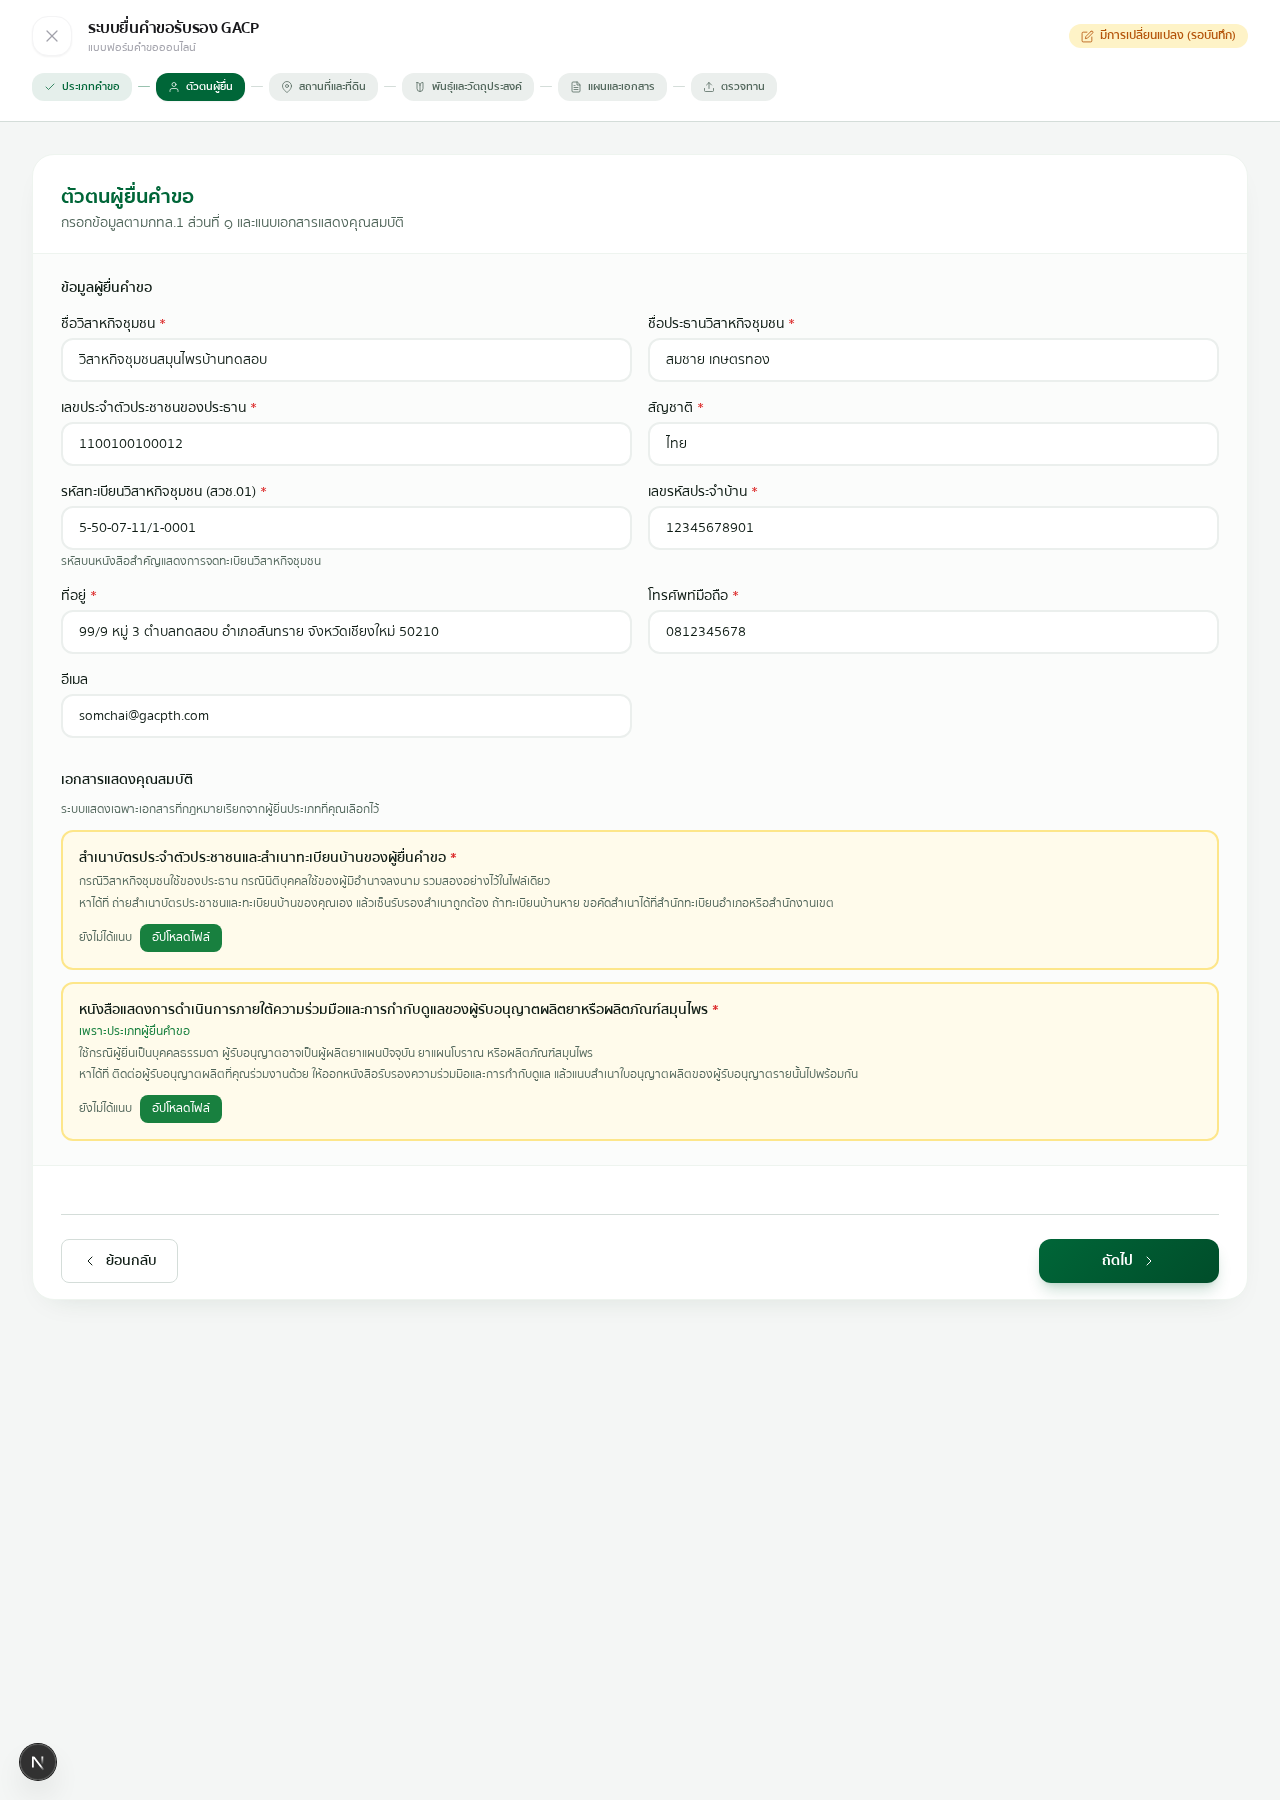 ระบบยื่นคำขอรับรอง GACP
แบบฟอร์มคำขอออนไลน์
มีการเปลี่ยนแปลง (รอบันทึก)
ประเภทคำขอ
ตัวตนผู้ยื่น
สถานที่และที่ดิน
พันธุ์และวัตถุประสงค์
แผนและเอกสาร
ตรวจทาน
ตัวตนผู้ยื่นคำขอ
กรอกข้อมูลตามกทล.1 ส่วนที่ ๑ และแนบเอกสารแสดงคุณสมบัติ
ข้อมูลผู้ยื่นคำขอ
ชื่อวิสาหกิจชุมชน *
ชื่อประธานวิสาหกิจชุมชน *
วิสาหกิจชุมชนสมุนไพรบ้านทดสอบ
สมชาย เกษตรทอง
เลขประจำตัวประชาชนของประธาน *
สัญชาติ *
1100100100012
ไทย
รหัสทะเบียนวิสาหกิจชุมชน (สวช.01) *
เลขรหัสประจำบ้าน *
5-50-07-11/1-0001
12345678901
รหัสบนหนังสือสำคัญแสดงการจดทะเบียนวิสาหกิจชุมชน
ที่อยู่ *
โทรศัพท์มือถือ *
99/9 หมู่ 3 ตำบลทดสอบ อำเภอสันทราย จังหวัดเชียงใหม่ 50210
0812345678
อีเมล
somchai@gacpth.com
เอกสารแสดงคุณสมบัติ
ระบบแสดงเฉพาะเอกสารที่กฎหมายเรียกจากผู้ยื่นประเภทที่คุณเลือกไว้
สำเนาบัตรประจำตัวประชาชนและสำเนาทะเบียนบ้านของผู้ยื่นคำขอ *
กรณีวิสาหกิจชุมชนใช้ของประธาน กรณีนิติบุคคลใช้ของผู้มีอำนาจลงนาม รวมสองอย่างไว้ในไฟล์เดียว
หาได้ที่ ถ่ายสำเนาบัตรประชาชนและทะเบียนบ้านของคุณเอง แล้วเซ็นรับรองสำเนาถูกต้อง ถ้าทะเบียนบ้านหาย ขอคัดสำเนาได้ที่สำนักทะเบียนอำเภอหรือสำนักงานเขต
ยังไม่ได้แนบ
อัปโหลดไฟล์
หนังสือแสดงการดำเนินการภายใต้ความร่วมมือและการกำกับดูแลของผู้รับอนุญาตผลิตยาหรือผลิตภัณฑ์สมุนไพร *
เพราะประเภทผู้ยื่นคำขอ
ใช้กรณีผู้ยื่นเป็นบุคคลธรรมดา ผู้รับอนุญาตอาจเป็นผู้ผลิตยาแผนปัจจุบัน ยาแผนโบราณ หรือผลิตภัณฑ์สมุนไพร
หาได้ที่ ติดต่อผู้รับอนุญาตผลิตที่คุณร่วมงานด้วย ให้ออกหนังสือรับรองความร่วมมือและการกำกับดูแล แล้วแนบสำเนาใบอนุญาตผลิตของผู้รับอนุญาตรายนั้นไปพร้อมกัน
ยังไม่ได้แนบ
อัปโหลดไฟล์
ย้อนกลับ
ถัดไป
N